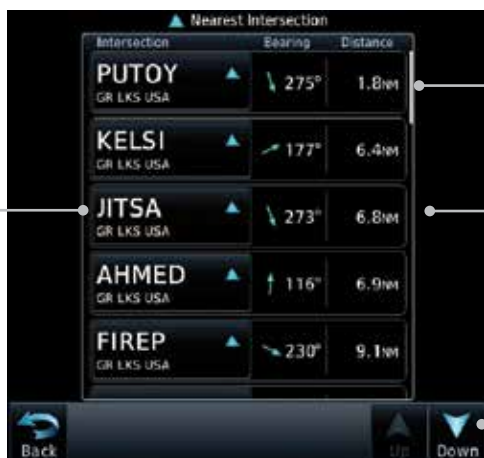 Nearest Intersection
Intersection Bearing Distance
PUTOY 275° 1.8NM
GR LKS USA
KELSI 177° 6.4NM
GR LKS USA
JITSA 273° 6.8NM
GR LKS USA
AHMED 116° 6.9NM
GR LKS USA
FIREP 230° 9.1NM
GR LKS USA
Back Up Down